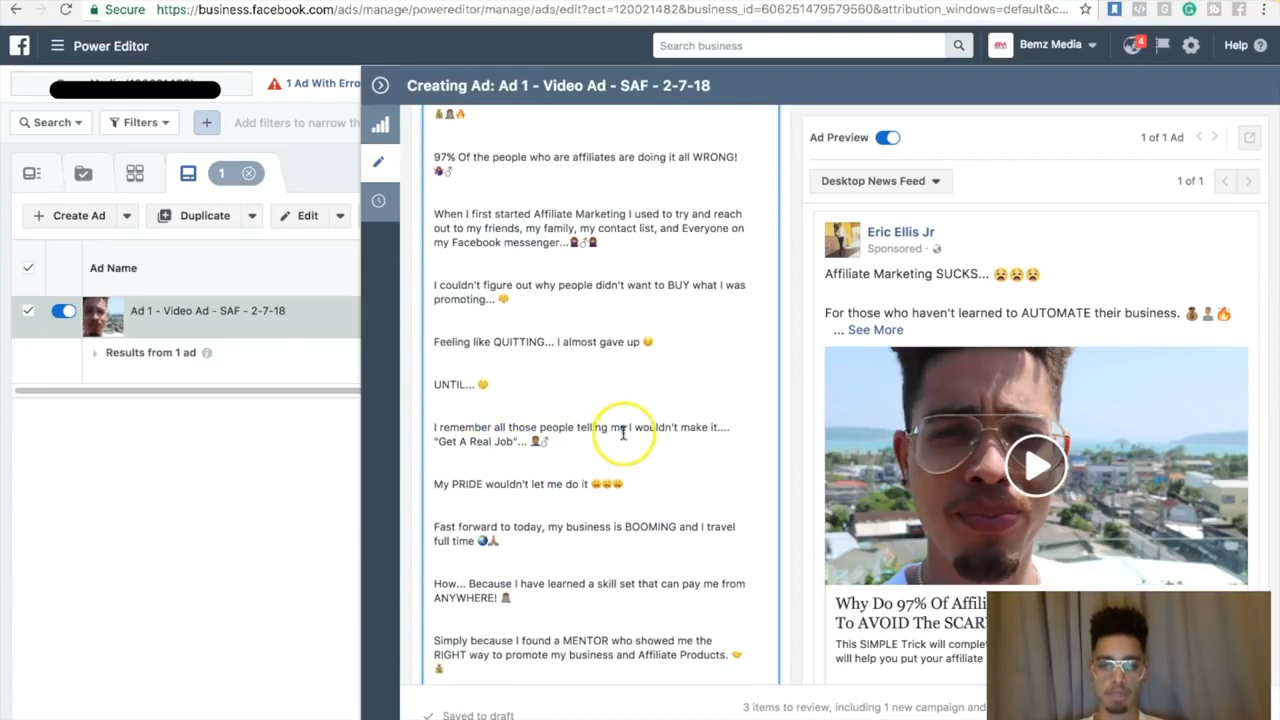 Secure https://business.facebook.com/ads/manage/powereditor/manage/ads/edit?act=120021482&business_id=606251479579560&attribution_windows=default&c...
Power Editor
Search business
Bemz Media
4
Help
1 Ad With Erro
Search
Filters
Add filters to narrow th
1
Create Ad
Duplicate
Edit
Ad Name
Ad 1 - Video Ad - SAF - 2-7-18
Results from 1 ad
Creating Ad: Ad 1 - Video Ad - SAF - 2-7-18
97% Of the people who are affiliates are doing it all WRONG!
When I first started Affiliate Marketing I used to try and reach
out to my friends, my family, my contact list, and Everyone on
my Facebook messenger...
I couldn't figure out why people didn't want to BUY what I was
promoting...
Feeling like QUITTING... I almost gave up
UNTIL...
I remember all those people telling me I wouldn't make it....
"Get A Real Job"...
My PRIDE wouldn't let me do it
Fast forward to today, my business is BOOMING and I travel
full time
How... Because I have learned a skill set that can pay me from
ANYWHERE!
Simply because I found a MENTOR who showed me the
RIGHT way to promote my business and Affiliate Products.
Saved to draft
3 items to review, including 1 new campaign and
Ad Preview
1 of 1 Ad
Desktop News Feed
1 of 1
Eric Ellis Jr
Sponsored
Affiliate Marketing SUCKS...
For those who haven't learned to AUTOMATE their business.
... See More
Why Do 97% Of Affili
To AVOID The SCAR
This SIMPLE Trick will complet
will help you put your affiliate